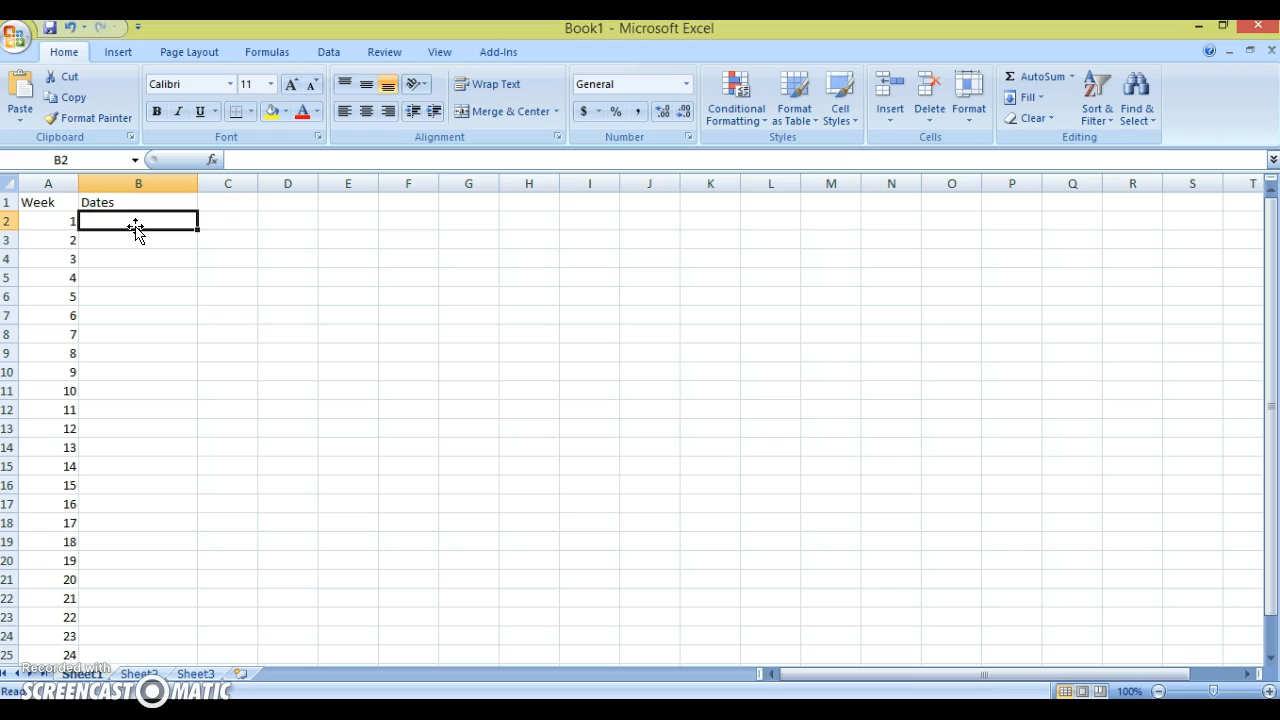 Book1 - Microsoft Excel
Home Insert Page Layout Formulas Data Review View Add-Ins
Paste
Cut
Copy
Format Painter
Clipboard
Calibri 11
B I U
Font
Wrap Text
Merge & Center
Alignment
General
$ % ,
Number
Conditional Formatting
Format as Table
Cell Styles
Styles
Insert Delete Format
Cells
Σ AutoSum
Fill
Clear
Sort & Filter
Find & Select
Editing
B2 fx
A B C D E F G H I J K L M N O P Q R S T
1 Week Dates
2 1
3 2
4 3
5 4
6 5
7 6
8 7
9 8
10 9
11 10
12 11
13 12
14 13
15 14
16 15
17 16
18 17
19 18
20 19
21 20
22 21
23 22
24 23
25 24
Recorded with
Sheet1 Sheet2 Sheet3
SCREENCAST MATIC
100%